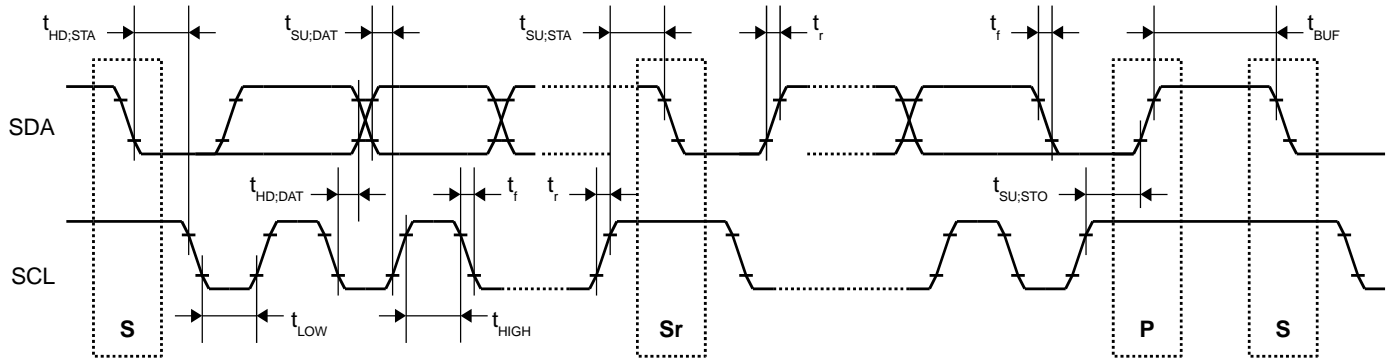 tHD;STA tSU;DAT tSU;STA tr tf tBUF
SDA
tHD;DAT tf tr tSU;STO
SCL
S tLOW tHIGH Sr P S